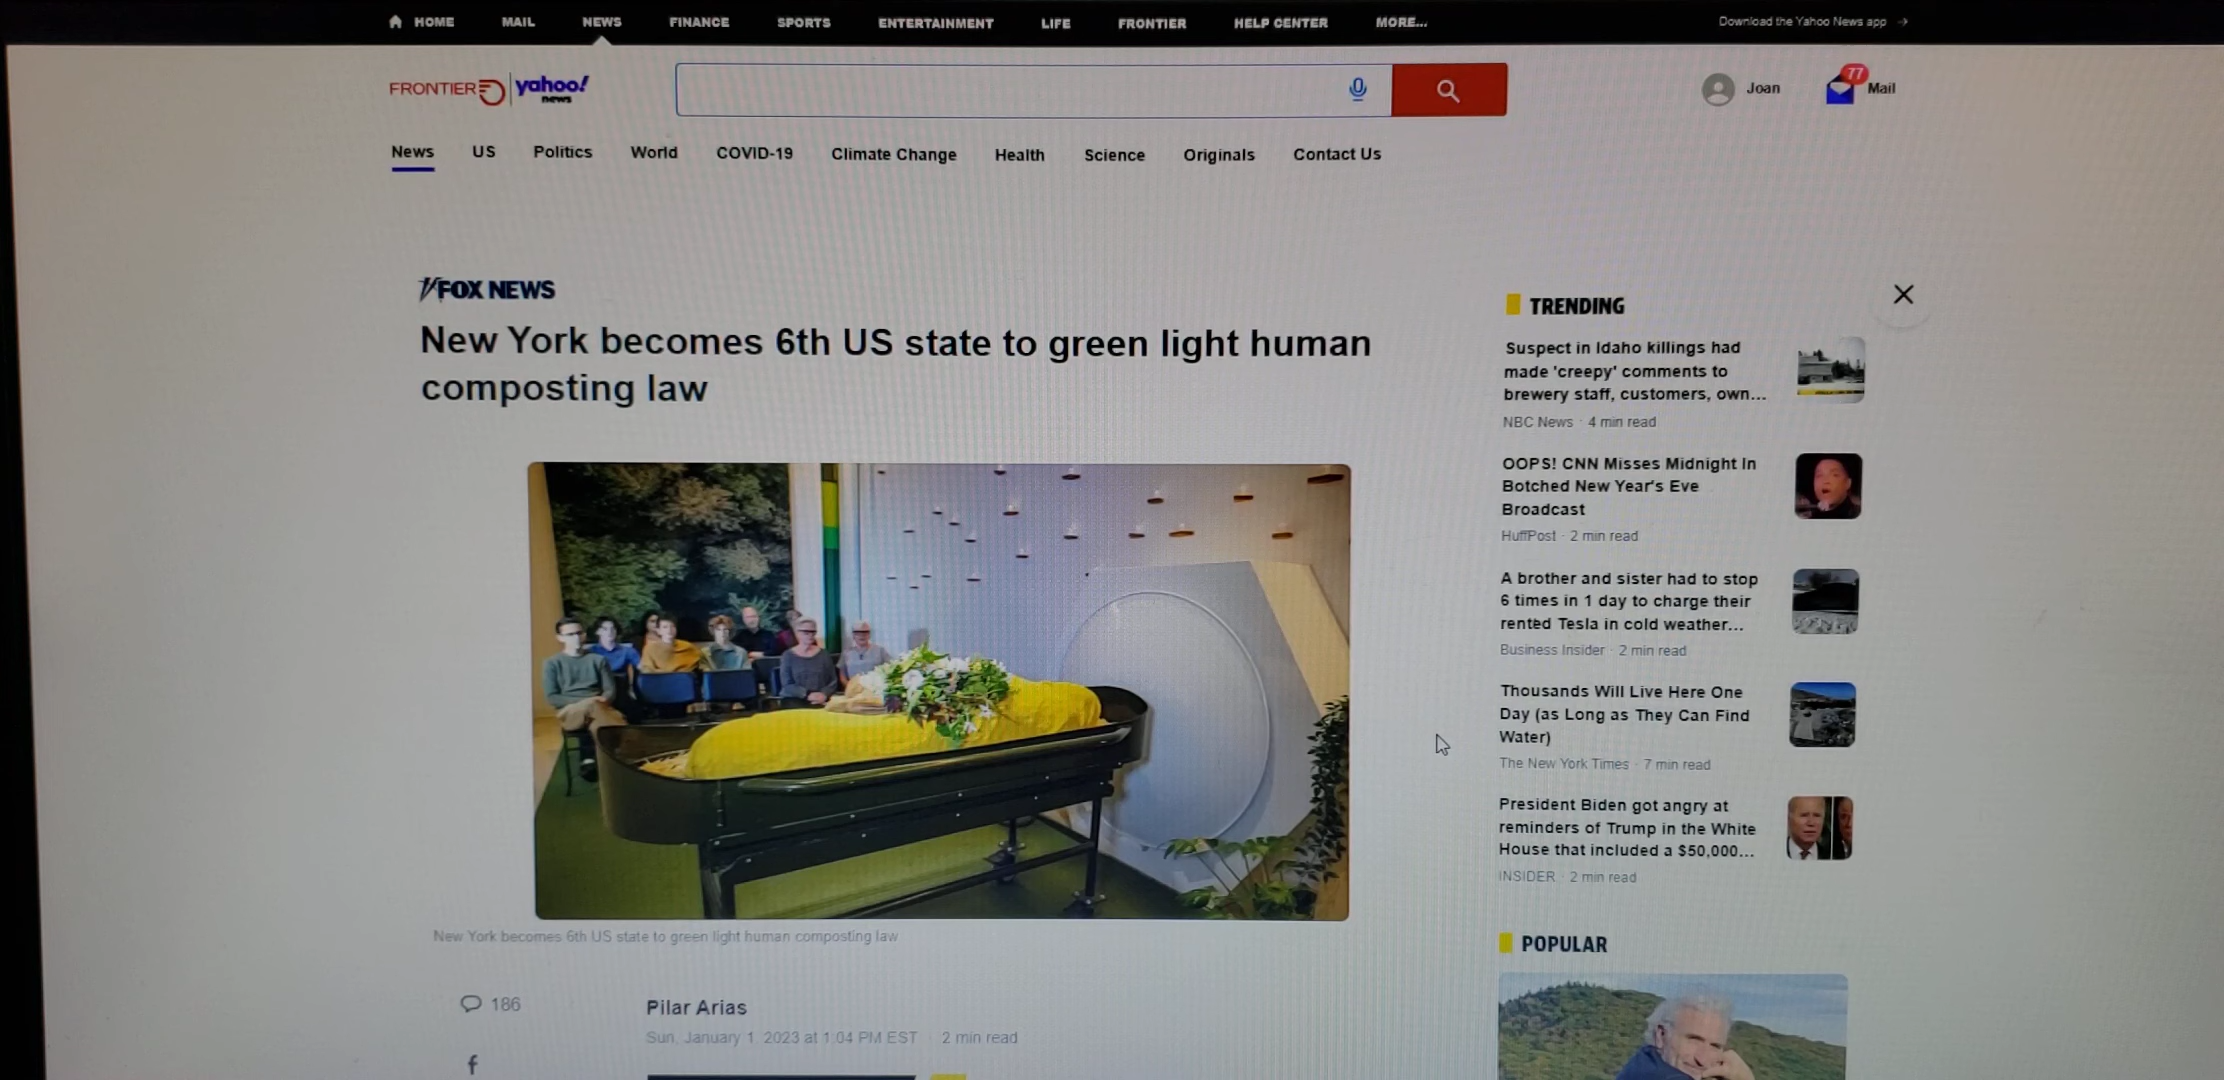 HOME MAIL NEWS FINANCE SPORTS ENTERTAINMENT LIFE FRONTIER HELP CENTER MORE... Download the Yahoo News app →
FRONTIER yahoo! news
Joan 77 Mail
News US Politics World COVID-19 Climate Change Health Science Originals Contact Us
FOX NEWS
New York becomes 6th US state to green light human
composting law
New York becomes 6th US state to green light human composting law
186
Pilar Arias
Sun, January 1, 2023 at 1:04 PM EST · 2 min read
f
TRENDING
Suspect in Idaho killings had
made 'creepy' comments to
brewery staff, customers, own...
NBC News · 4 min read
OOPS! CNN Misses Midnight In
Botched New Year's Eve
Broadcast
HuffPost · 2 min read
A brother and sister had to stop
6 times in 1 day to charge their
rented Tesla in cold weather...
Business Insider · 2 min read
Thousands Will Live Here One
Day (as Long as They Can Find
Water)
The New York Times · 7 min read
President Biden got angry at
reminders of Trump in the White
House that included a $50,000...
INSIDER · 2 min read
POPULAR